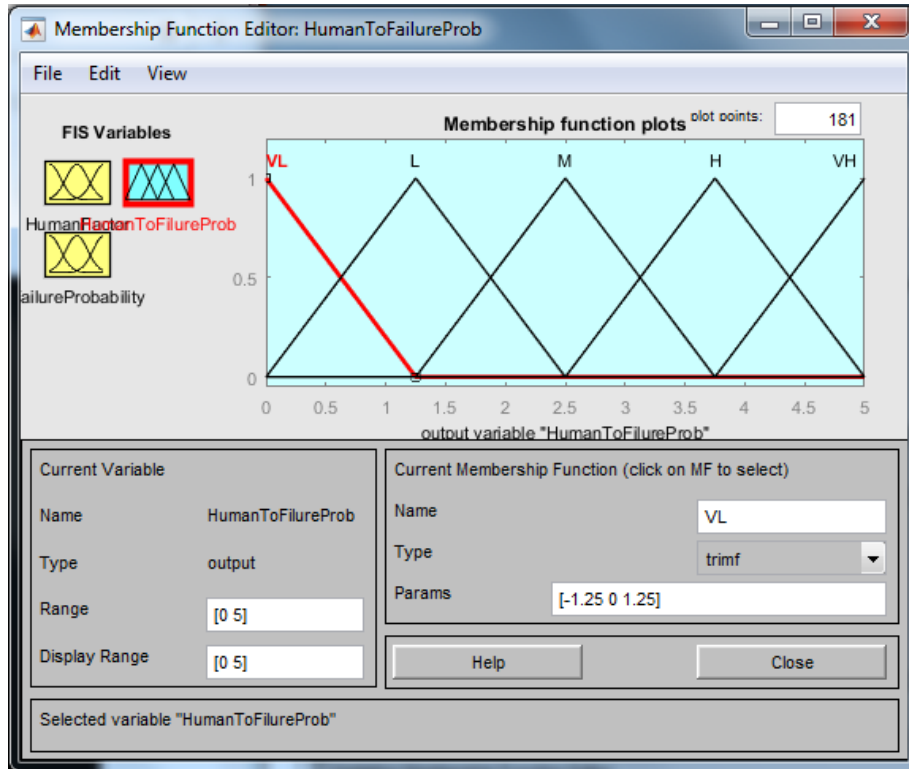 Membership Function Editor: HumanToFailureProb
File Edit View
FIS Variables
HumanFactor
HumanToFilureProb
ailureProbability
Membership function plots
plot points:
181
VL L M H VH
1
0.5
0
0 0.5 1 1.5 2 2.5 3 3.5 4 4.5 5
output variable "HumanToFilureProb"
Current Variable
Name HumanToFilureProb
Type output
Range [0 5]
Display Range [0 5]
Current Membership Function (click on MF to select)
Name VL
Type trimf
Params [-1.25 0 1.25]
Help Close
Selected variable "HumanToFilureProb"